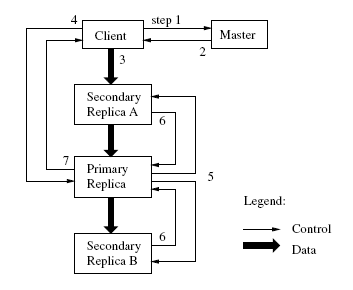 4
step 1
Client
Master
2
3
Secondary
Replica A
6
7
Primary
Replica
5
Legend:
Control
6
Secondary
Replica B
Data